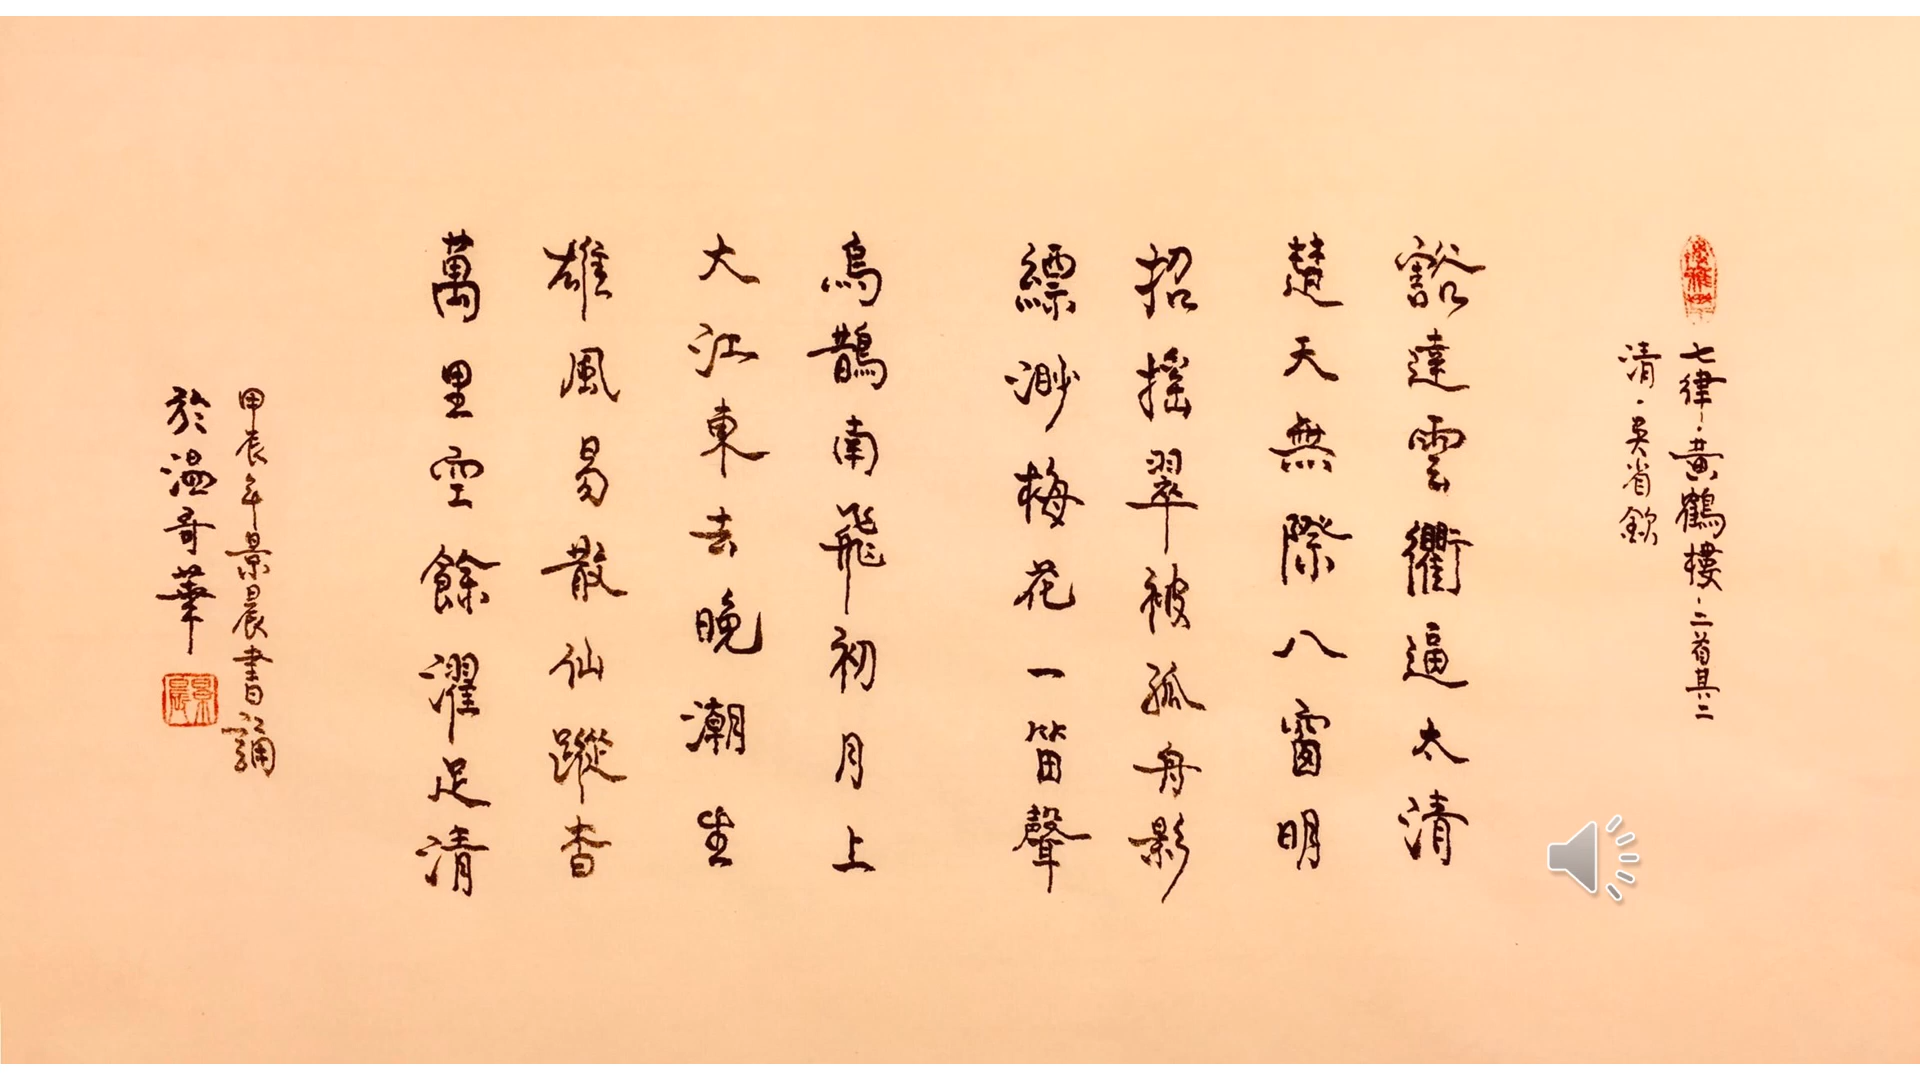 七律·黃鶴樓·二首其二
清·吳省欽
豁達雲衢逼太清
楚天無際八窗明
招搖翠被孤舟影
縹渺梅花一笛聲
烏鵲南飛初月上
大江東去晚潮生
雄風易散仙蹤杳
萬里空餘濯足清
甲辰年景晨書並誦
於溫哥華
景晨